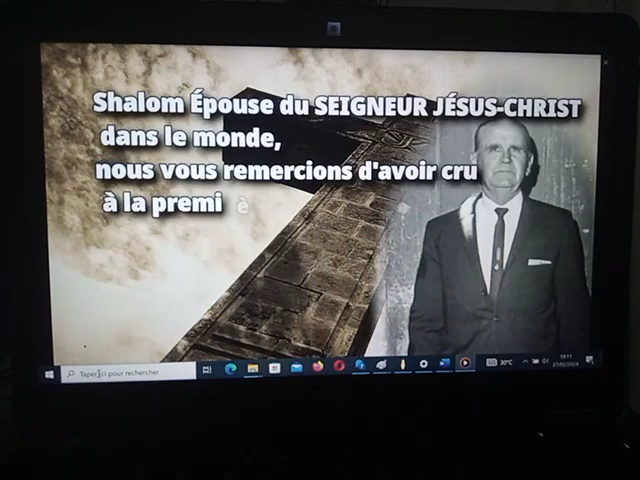 Shalom Épouse du SEIGNEUR JÉSUS-CHRIST
dans le monde,
nous vous remercions d'avoir cru
à la premi è
Taper ici pour rechercher
30°C
19:11
21/02/2024